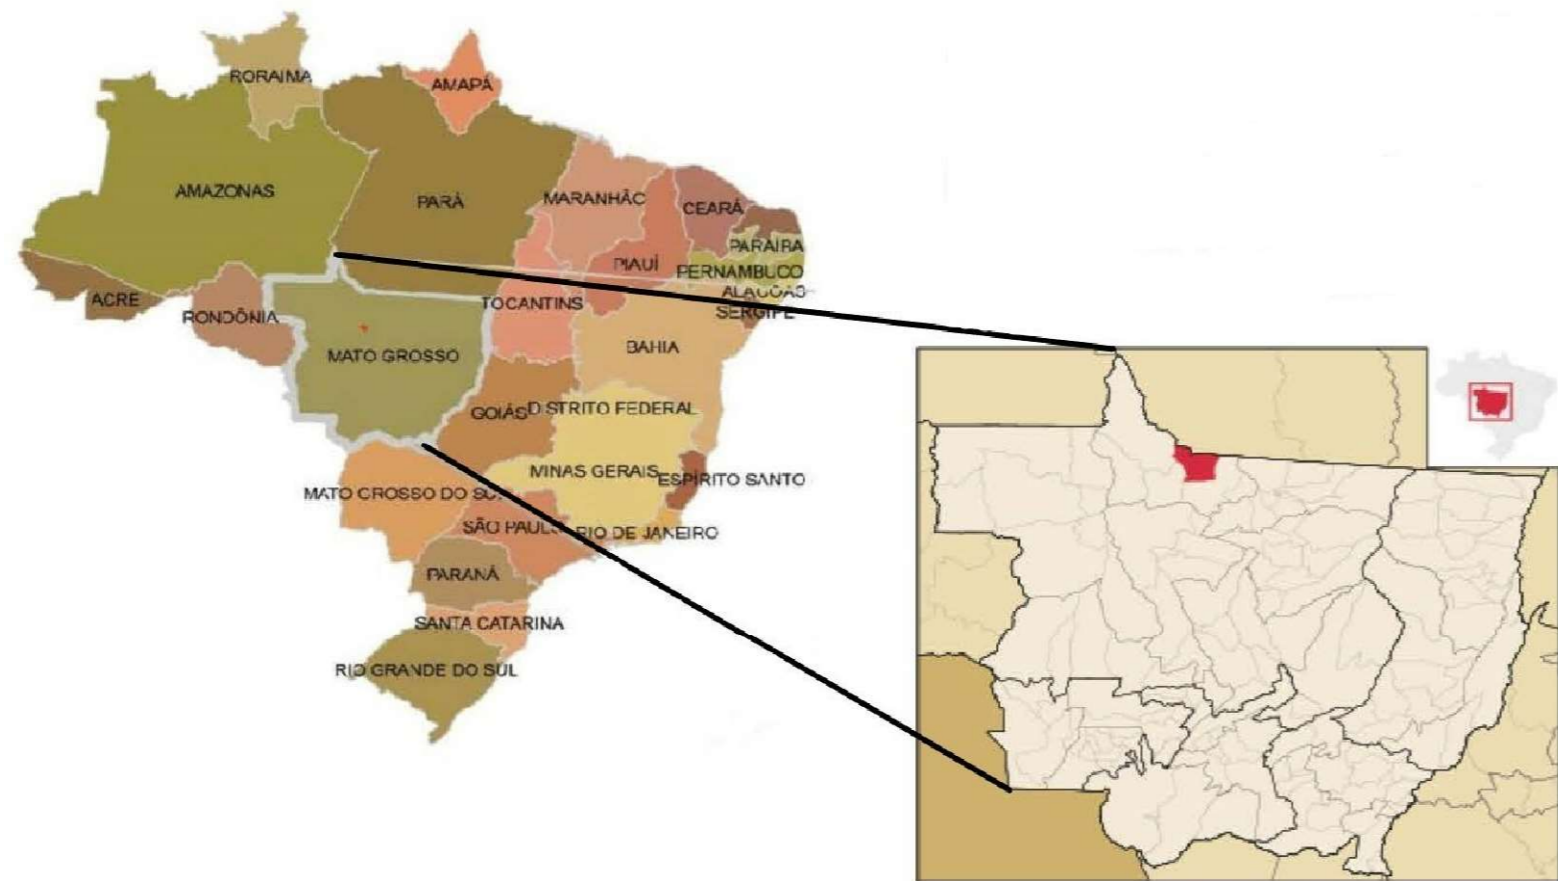 RORAIMA
AMAPÁ
AMAZONAS
PARÁ
MARANHÃO
CEARÁ
PARAÍBA
PIAUÍ
PERNAMBUCO
ACRE
TOCANTINS
ALAGOAS
RONDÔNIA
SERGIPE
MATO GROSSO
BAHIA
GOIÁS
DISTRITO FEDERAL
MINAS GERAIS
ESPÍRITO SANTO
MATO GROSSO DO SUL
SÃO PAULO
RIO DE JANEIRO
PARANÁ
SANTA CATARINA
RIO GRANDE DO SUL